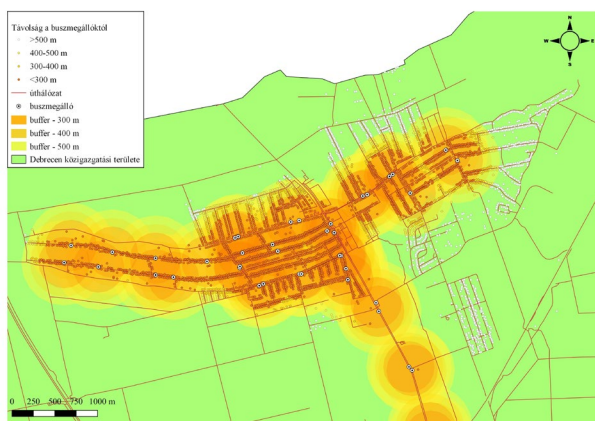 Távolság a buszmegállóktól
>500 m
400-500 m
300-400 m
<300 m
úthálózat
buszmegálló
buffer - 300 m
buffer - 400 m
buffer - 500 m
Debrecen közigazgatási területe
N
W E
S
0 250 500 750 1000 m